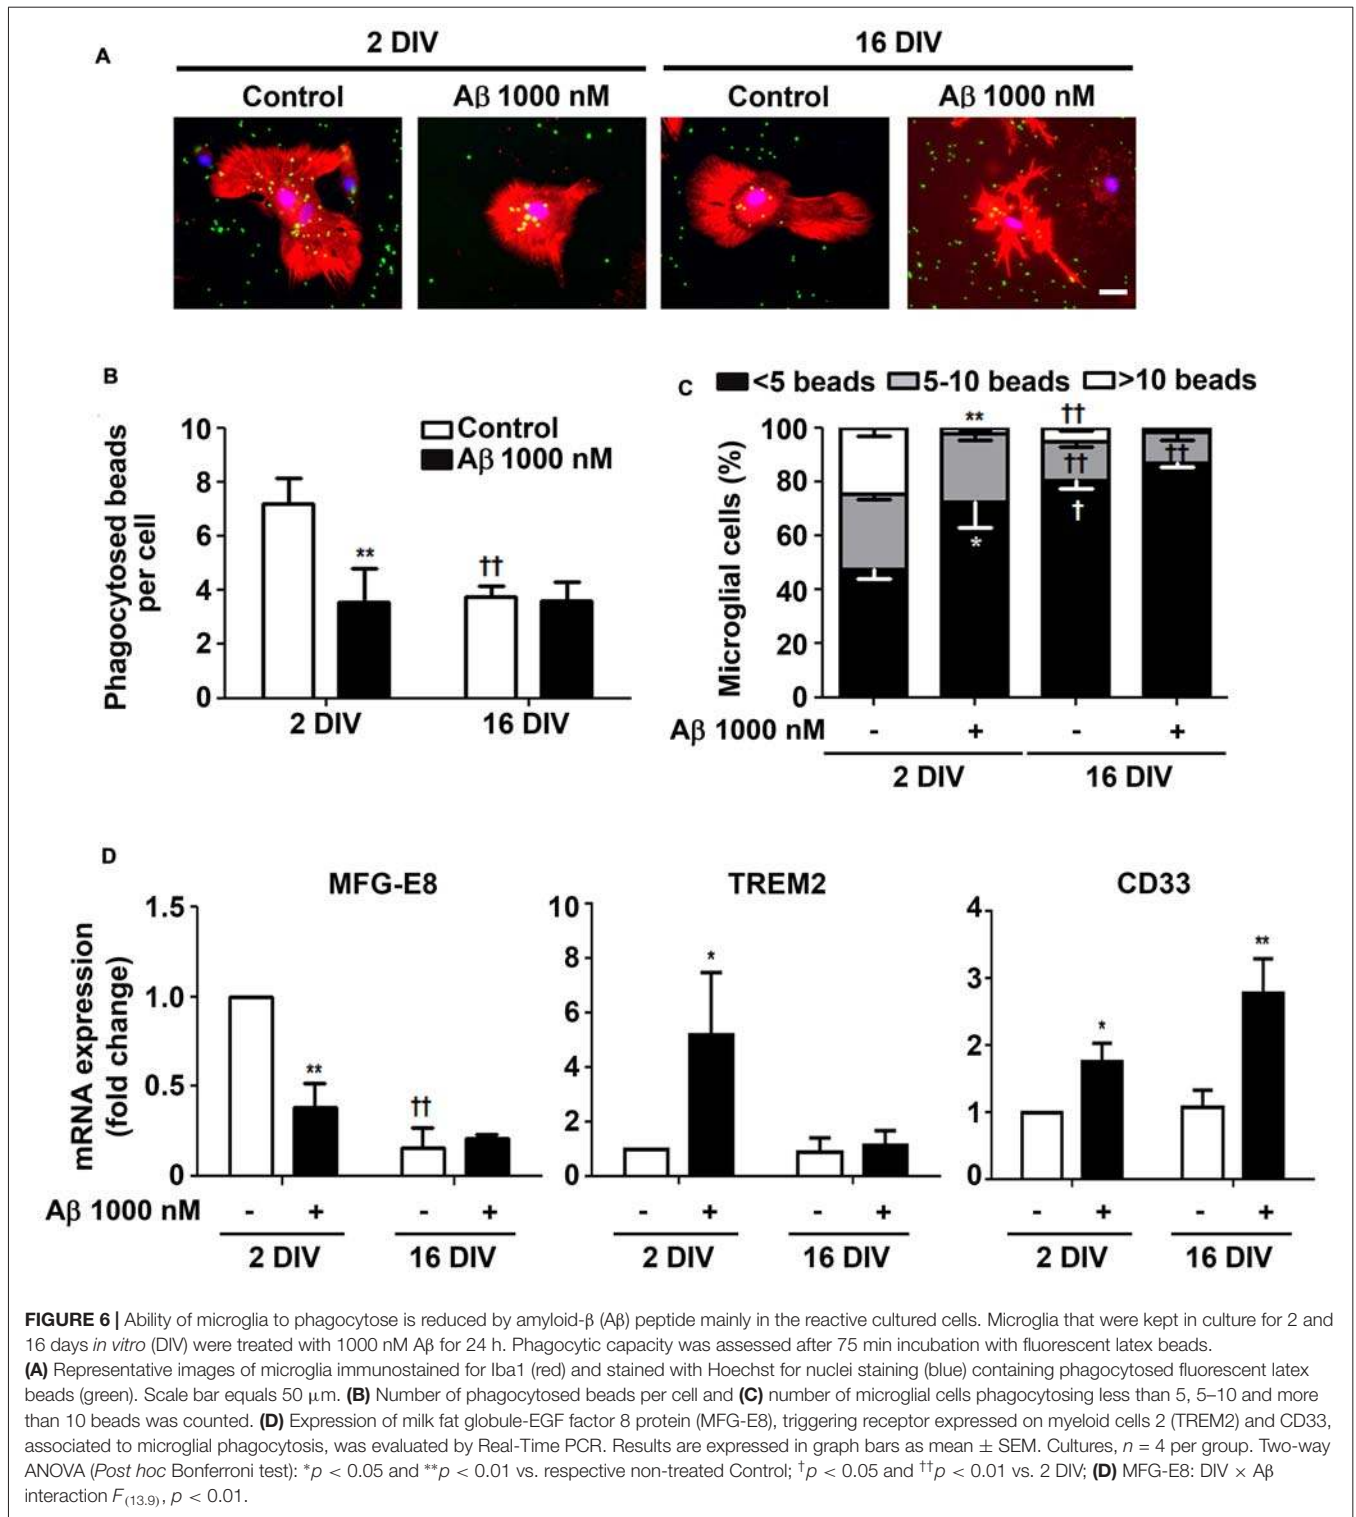 A
2 DIV
16 DIV
Control
Aβ 1000 nM
Control
Aβ 1000 nM
B
Phagocytosed beads
per cell
10
8
6
4
2
0
Control
Aβ 1000 nM
**
††
2 DIV
16 DIV
C
<5 beads
5-10 beads
>10 beads
Microglial cells (%)
100
80
60
40
20
0
**
††
††
††
*
†
Aβ 1000 nM - + - +
2 DIV
16 DIV
D
mRNA expression
(fold change)
MFG-E8
1.5
1.0
0.5
0
**
††
Aβ 1000 nM - + - +
2 DIV
16 DIV
TREM2
10
8
6
4
2
0
*
- + - +
2 DIV
16 DIV
CD33
4
3
2
1
0
*
**
- + - +
2 DIV
16 DIV
FIGURE 6 | Ability of microglia to phagocytose is reduced by amyloid-β (Aβ) peptide mainly in the reactive cultured cells. Microglia that were kept in culture for 2 and
16 days in vitro (DIV) were treated with 1000 nM Aβ for 24 h. Phagocytic capacity was assessed after 75 min incubation with fluorescent latex beads.
(A) Representative images of microglia immunostained for Iba1 (red) and stained with Hoechst for nuclei staining (blue) containing phagocytosed fluorescent latex
beads (green). Scale bar equals 50 μm. (B) Number of phagocytosed beads per cell and (C) number of microglial cells phagocytosing less than 5, 5–10 and more
than 10 beads was counted. (D) Expression of milk fat globule-EGF factor 8 protein (MFG-E8), triggering receptor expressed on myeloid cells 2 (TREM2) and CD33,
associated to microglial phagocytosis, was evaluated by Real-Time PCR. Results are expressed in graph bars as mean ± SEM. Cultures, n = 4 per group. Two-way
ANOVA (Post hoc Bonferroni test): *p < 0.05 and **p < 0.01 vs. respective non-treated Control; †p < 0.05 and ††p < 0.01 vs. 2 DIV; (D) MFG-E8: DIV × Aβ
interaction F(13.9), p < 0.01.